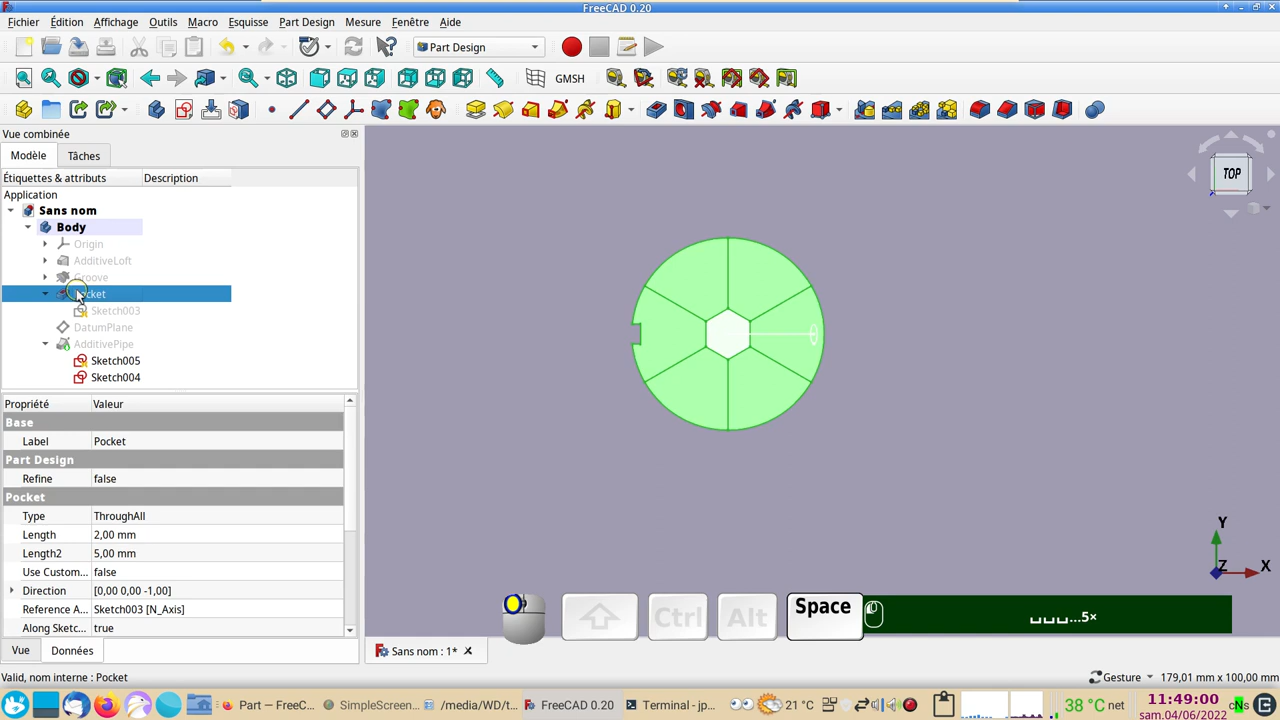 FreeCAD 0.20
Fichier Édition Affichage Outils Macro Esquisse Part Design Mesure Fenêtre Aide
Part Design
GMSH
Vue combinée
Modèle Tâches
Étiquettes & attributs Description
Application
Sans nom
Body
Origin
AdditiveLoft
Groove
Pocket
Sketch003
DatumPlane
AdditivePipe
Sketch005
Sketch004
Propriété Valeur
Base
Label Pocket
Part Design
Refine false
Pocket
Type ThroughAll
Length 2,00 mm
Length2 5,00 mm
Use Custom... false
Direction [0,00 0,00 -1,00]
Reference A... Sketch003 [N_Axis]
Along Sketc... true
Vue Données
TOP
Y
Z X
Ctrl Alt Space ...5×
Sans nom : 1*
Valid, nom interne : Pocket
Gesture 179,01 mm x 100,00 mm
Part — FreeC... SimpleScreen... /media/WD/t... FreeCAD 0.20 Terminal - jp... 21 °C 38 °C net 11:49:00
sam.04/06/2022